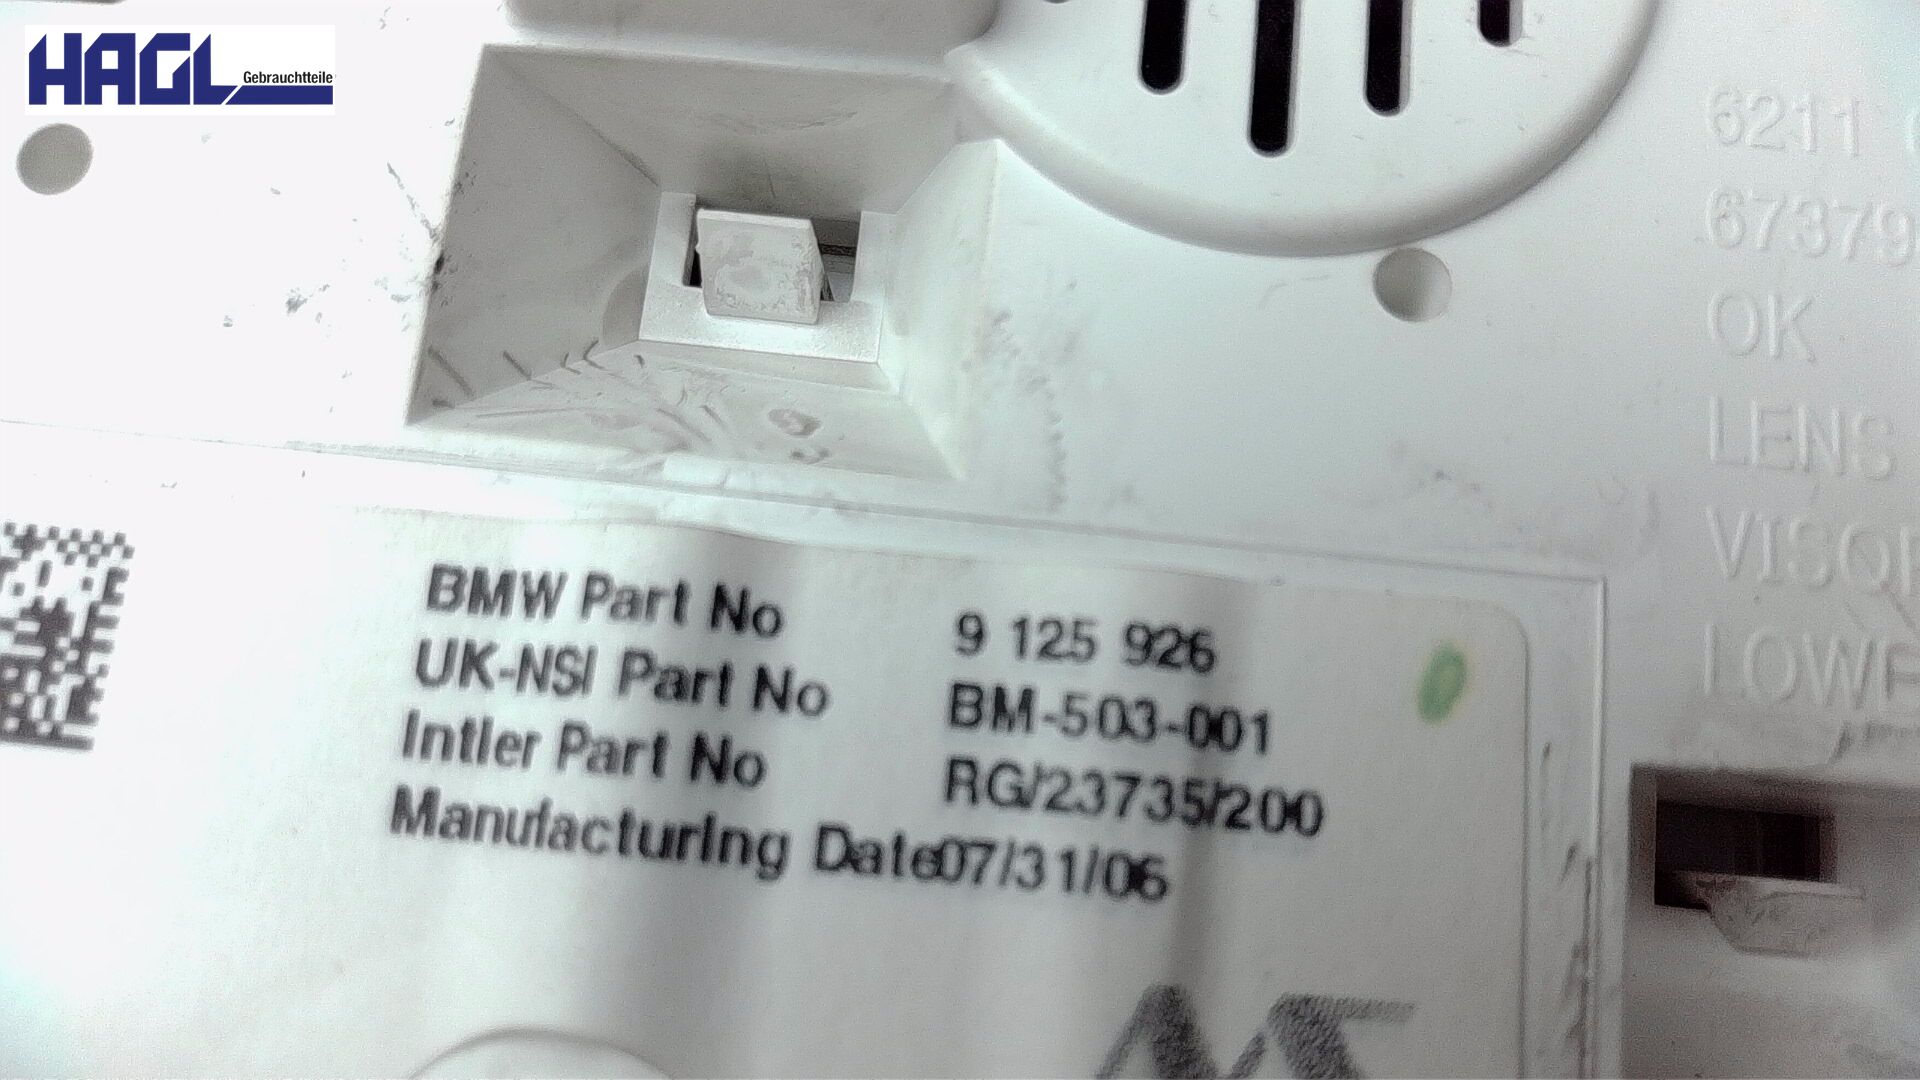 HAGL
Gebrauchtteile
6211
67379
OK
LENS
BMW Part No 9 125 926
UK-NSI Part No BM-503-001
Intier Part No RG/23735/200
Manufacturing Date07/31/06